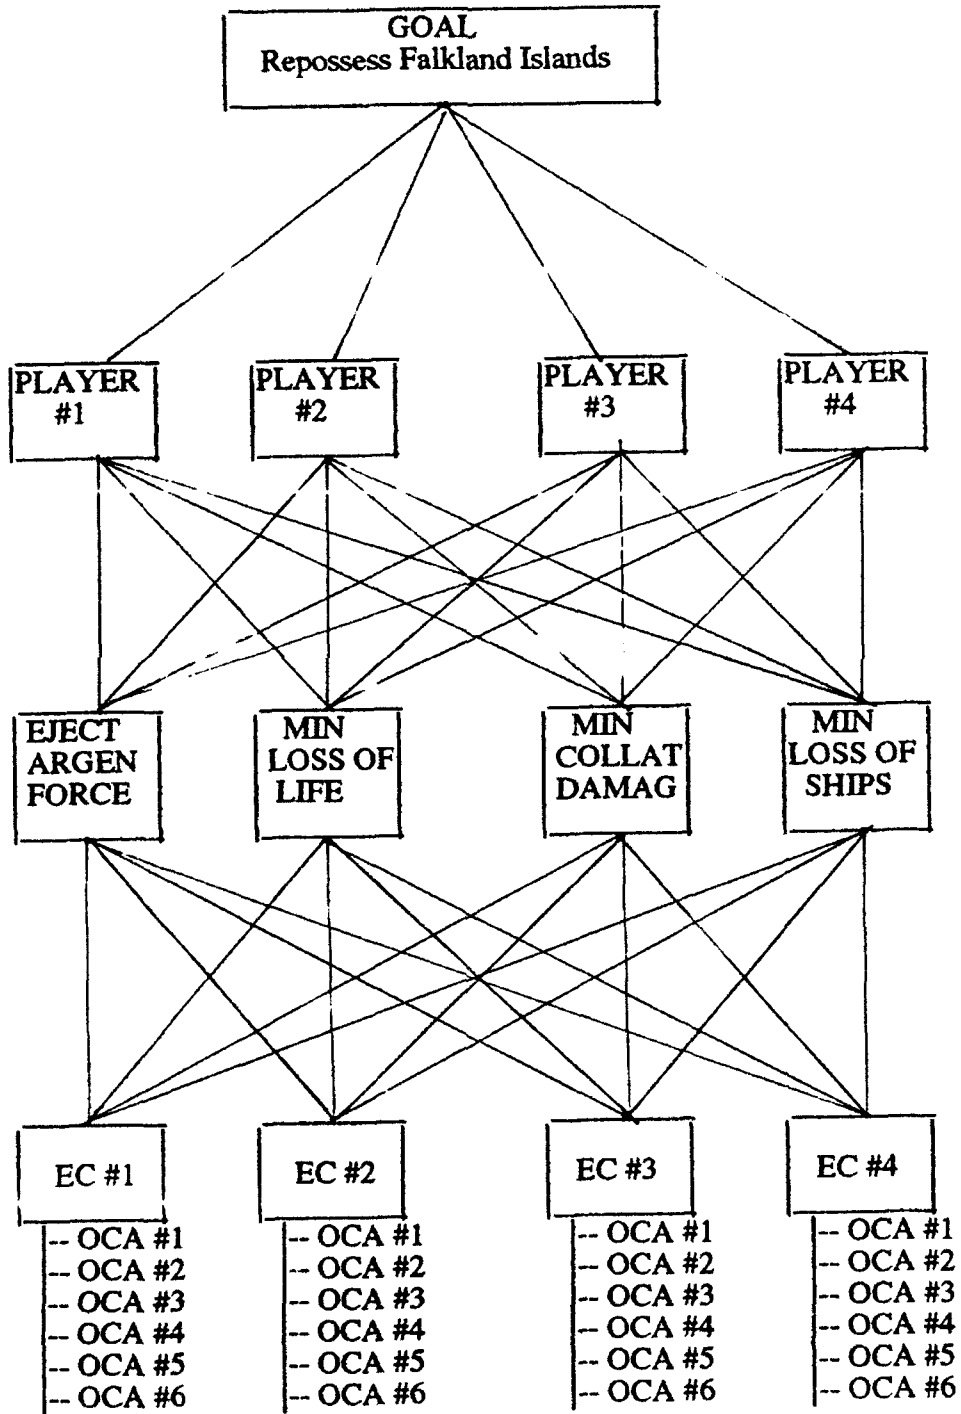 GOAL
Repossess Falkland Islands
PLAYER
#1
PLAYER
#2
PLAYER
#3
PLAYER
#4
EJECT
ARGEN
FORCE
MIN
LOSS OF
LIFE
MIN
COLLAT
DAMAG
MIN
LOSS OF
SHIPS
EC #1
-- OCA #1
-- OCA #2
-- OCA #3
-- OCA #4
-- OCA #5
-- OCA #6
EC #2
-- OCA #1
-- OCA #2
-- OCA #3
-- OCA #4
-- OCA #5
-- OCA #6
EC #3
-- OCA #1
-- OCA #2
-- OCA #3
-- OCA #4
-- OCA #5
-- OCA #6
EC #4
-- OCA #1
-- OCA #2
-- OCA #3
-- OCA #4
-- OCA #5
-- OCA #6